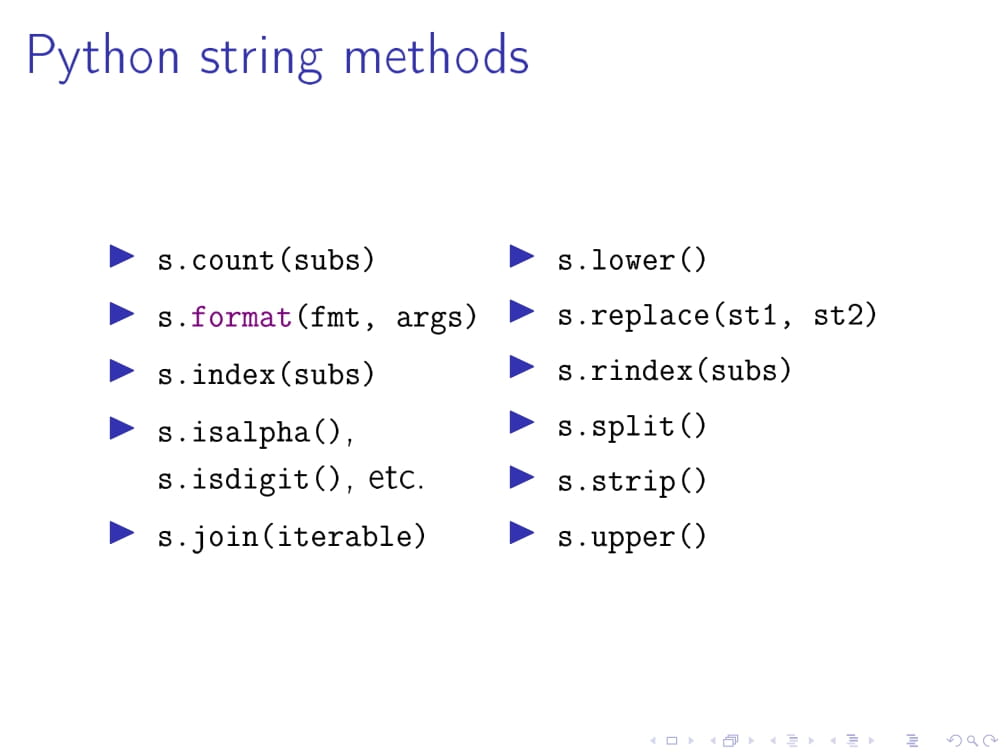 Python string methods
s.count(subs)
s.format(fmt, args)
s.index(subs)
s.isalpha(),
s.isdigit(), etc.
s.join(iterable)
s.lower()
s.replace(st1, st2)
s.rindex(subs)
s.split()
s.strip()
s.upper()